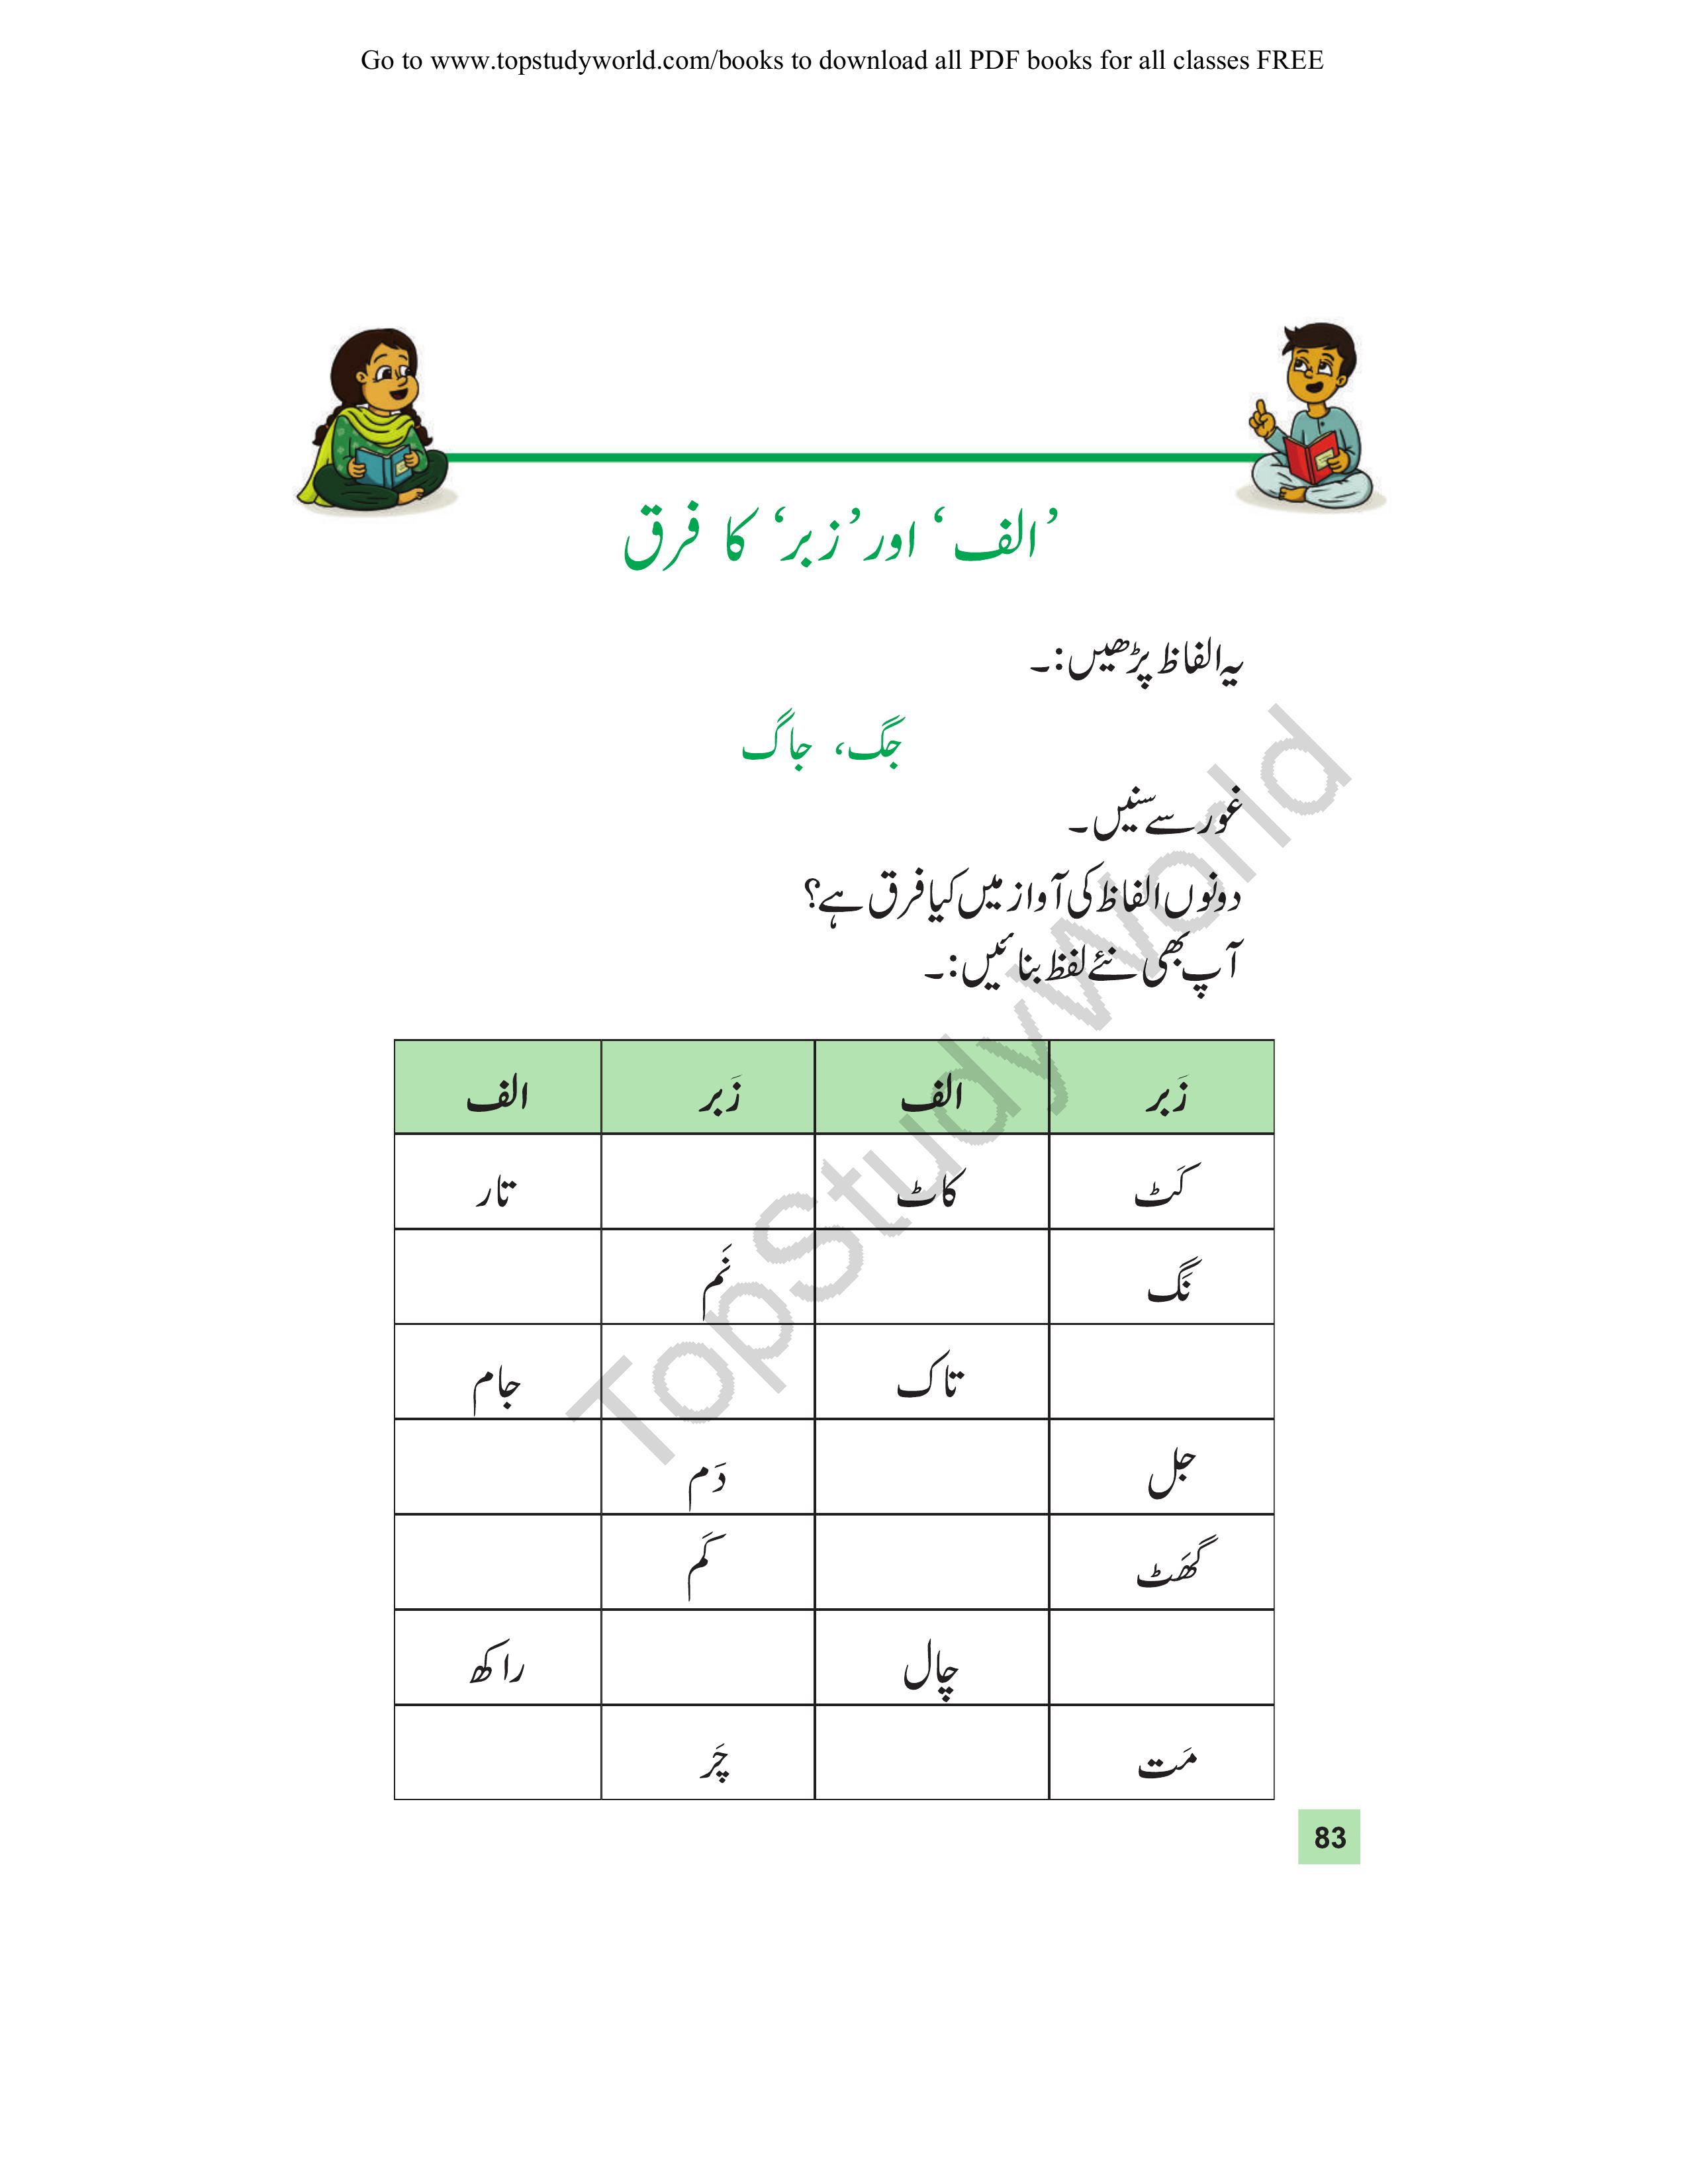 Go to www.topstudyworld.com/books to download all PDF books for all classes FREE
’الف‘ اور ’زبر‘ کا فرق
یہ الفاظ پڑھیں:۔
جگ، جاگ
غور سے سنیں۔
دونوں الفاظ کی آواز میں کیا فرق ہے؟
آپ بھی نئے لفظ بنائیں:۔
زَبر الف زَبر الف
کَٹ کاٹ تار
نَگ نَم
تاک جام
جل دَم
گھَٹ کَم
چال راکھ
مَت چَر
83
TopStudyWorld